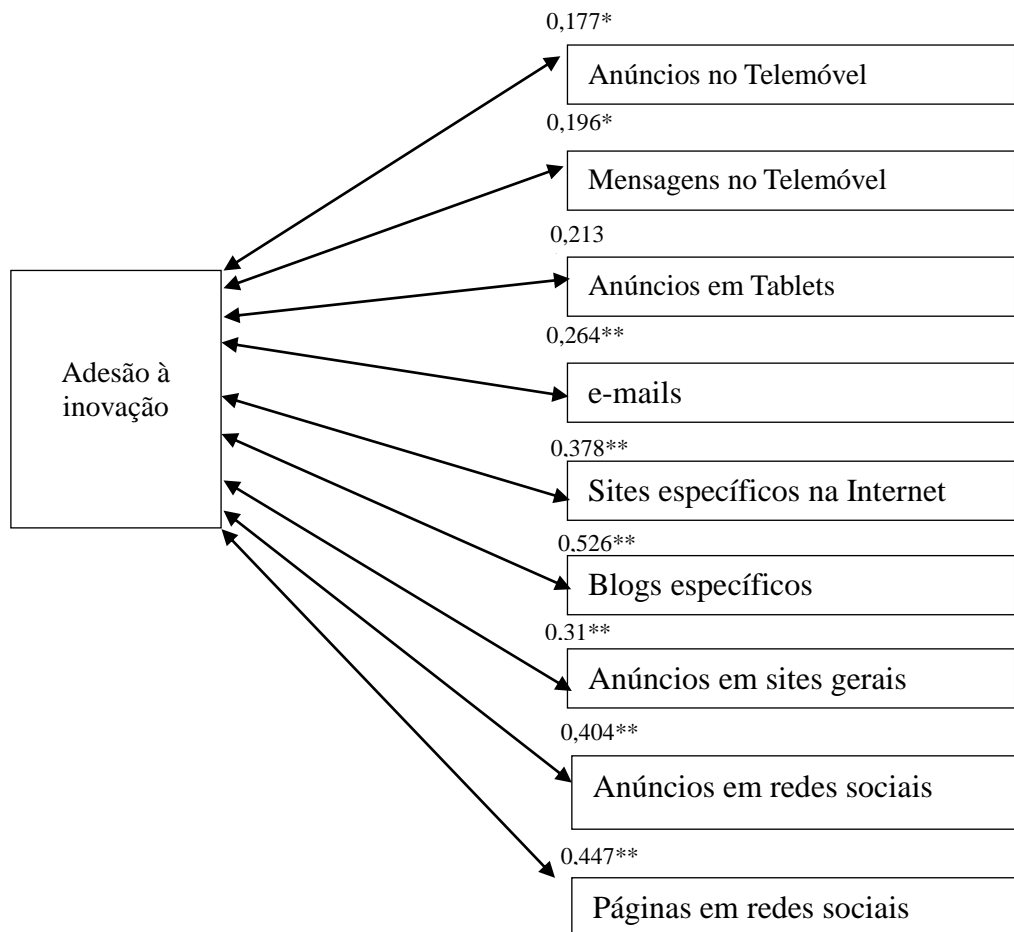 0,177*
Anúncios no Telemóvel
0,196*
Mensagens no Telemóvel
0,213
Anúncios em Tablets
0,264**
e-mails
Adesão à
inovação
0,378**
Sites específicos na Internet
0,526**
Blogs específicos
0,31**
Anúncios em sites gerais
0,404**
Anúncios em redes sociais
0,447**
Páginas em redes sociais